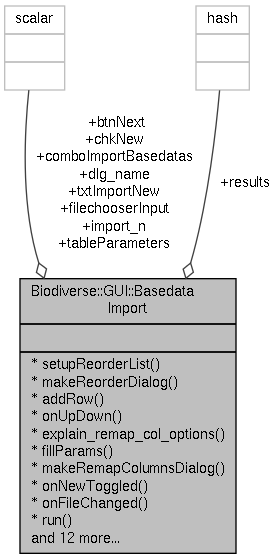 scalar
hash
+btnNext
+chkNew
+comboImportBasedatas
+dlg_name
+txtImportNew
+filechooserInput
+import_n
+tableParameters
+results
Biodiverse::GUI::Basedata
Import
* setupReorderList()
* makeReorderDialog()
* addRow()
* onUpDown()
* explain_remap_col_options()
* fillParams()
* makeRemapColumnsDialog()
* onNewToggled()
* onFileChanged()
* run()
and 12 more...